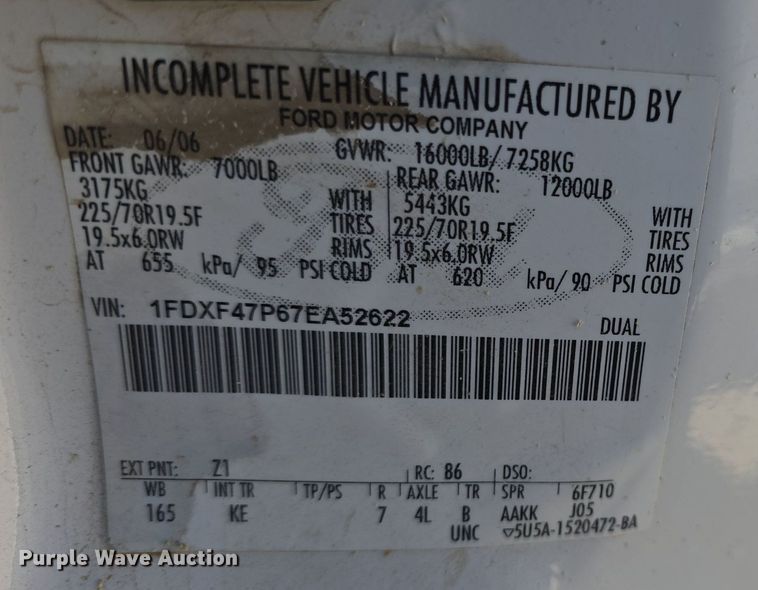 INCOMPLETE VEHICLE MANUFACTURED BY
FORD MOTOR COMPANY
DATE: 06/06 GVWR: 16000LB/ 7258KG
FRONT GAWR: 7000LB REAR GAWR: 12000LB
3175KG WITH 5443KG WITH
225/70R19.5F TIRES 225/70R19.5F TIRES
19.5x6.0RW RIMS 19.5x6.0RW RIMS
AT 655 kPa/ 95 PSI COLD AT 620 kPa/ 90 PSI COLD
VIN: 1FDXF47P67EA52622 DUAL
EXT PNT: Z1 RC: 86 DSO:
WB INT TR TP/PS R AXLE TR SPR 6F710
165 KE 7 4L B AAKK J05
UNC ▽5U5A-1520472-BA
Purple Wave Auction